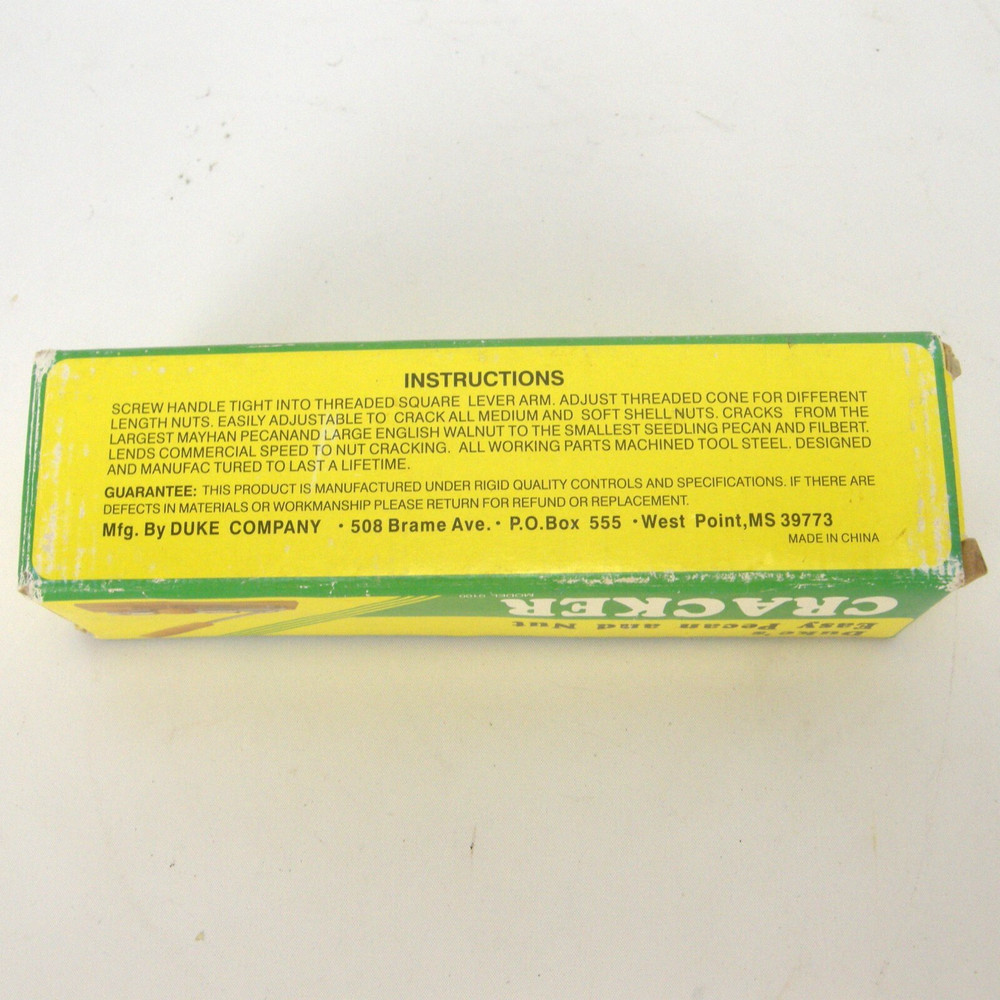 INSTRUCTIONS
SCREW HANDLE TIGHT INTO THREADED SQUARE LEVER ARM. ADJUST THREADED CONE FOR DIFFERENT
LENGTH NUTS. EASILY ADJUSTABLE TO CRACK ALL MEDIUM AND SOFT SHELL NUTS. CRACKS FROM THE
LARGEST MAYHAN PECANAND LARGE ENGLISH WALNUT TO THE SMALLEST SEEDLING PECAN AND FILBERT.
LENDS COMMERCIAL SPEED TO NUT CRACKING. ALL WORKING PARTS MACHINED TOOL STEEL. DESIGNED
AND MANUFAC TURED TO LAST A LIFETIME.
GUARANTEE: THIS PRODUCT IS MANUFACTURED UNDER RIGID QUALITY CONTROLS AND SPECIFICATIONS. IF THERE ARE
DEFECTS IN MATERIALS OR WORKMANSHIP PLEASE RETURN FOR REFUND OR REPLACEMENT.
Mfg. By DUKE COMPANY · 508 Brame Ave. · P.O.Box 555 · West Point,MS 39773
MADE IN CHINA
Duke's
Easy Pecan and Nut
CRACKER
MODEL 0100